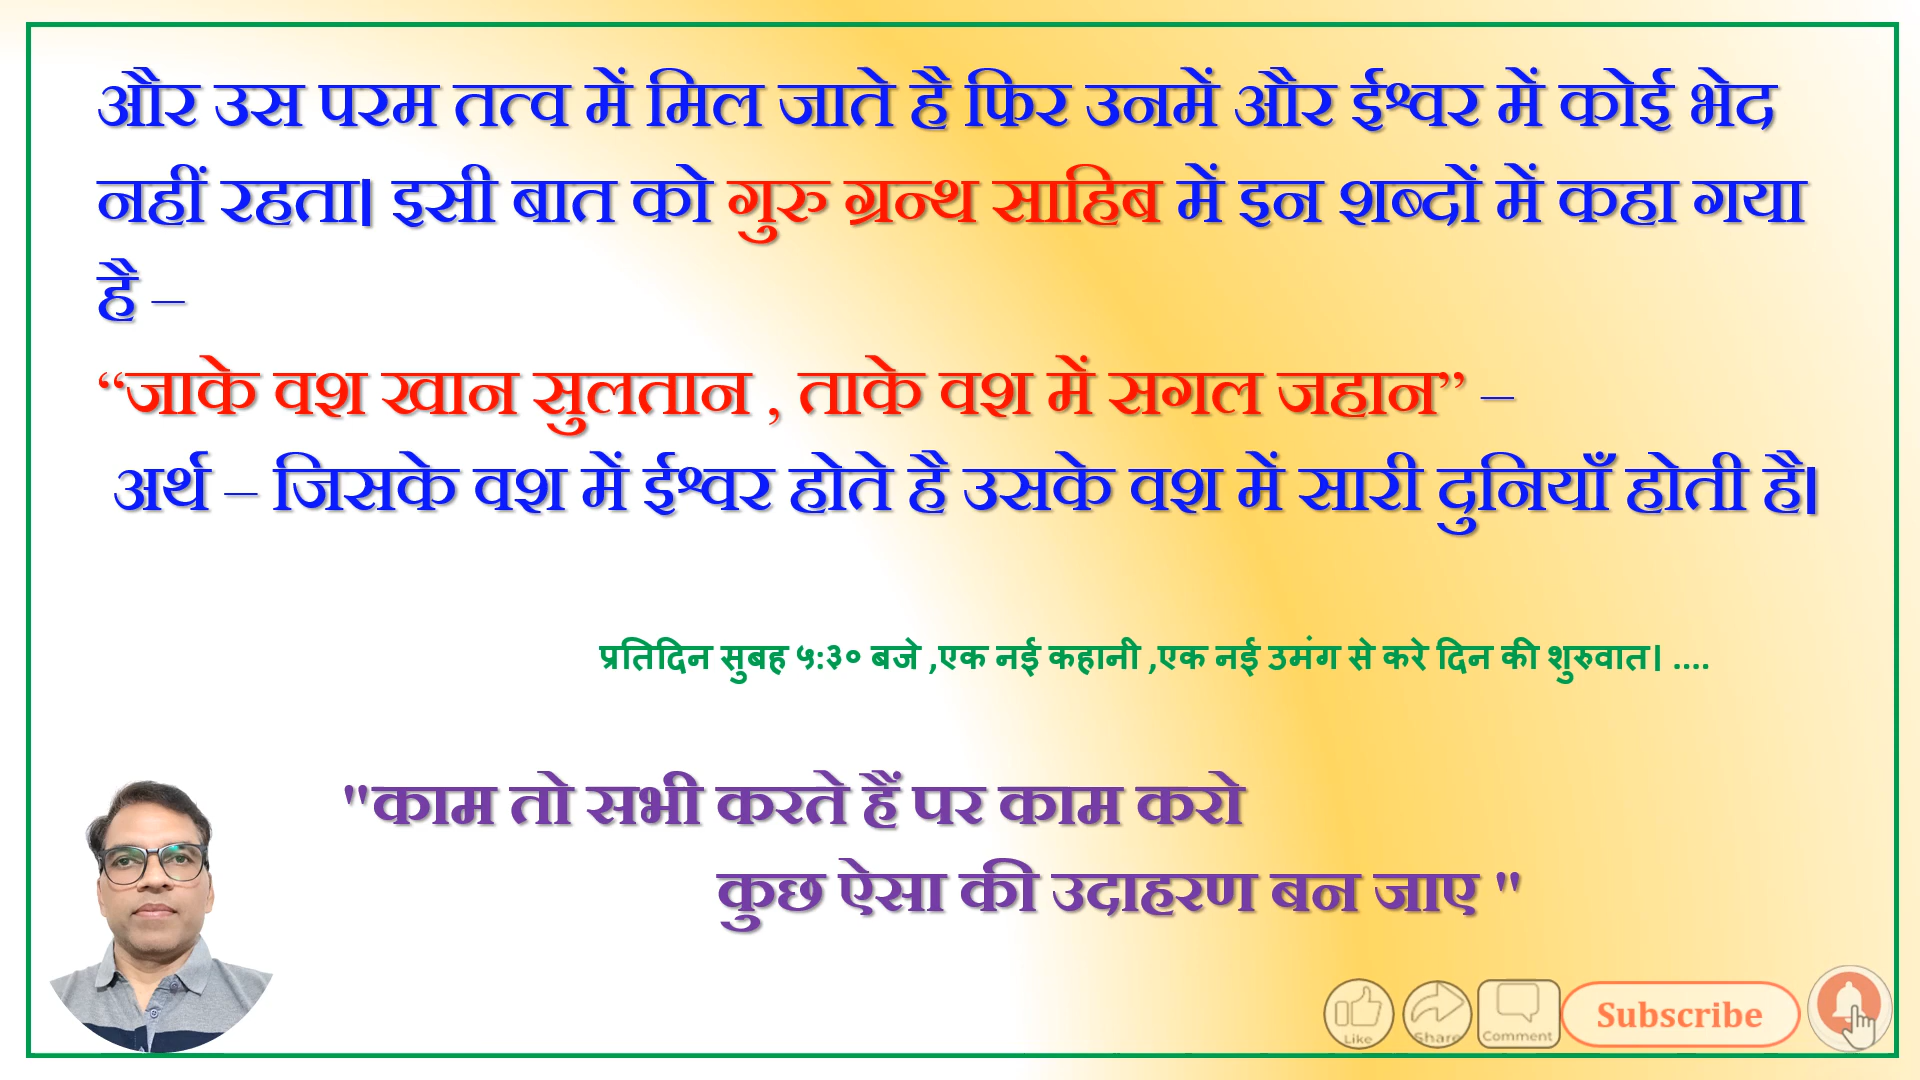 और उस परम तत्व में मिल जाते है फिर उनमें और ईश्वर में कोई भेद
नहीं रहता| इसी बात को गुरु ग्रन्थ साहिब में इन शब्दों में कहा गया
है –
“जाके वश खान सुलतान , ताके वश में सगल जहान” –
अर्थ – जिसके वश में ईश्वर होते है उसके वश में सारी दुनियाँ होती है|
प्रतिदिन सुबह ५:३० बजे ,एक नई कहानी ,एक नई उमंग से करे दिन की शुरुवात| ....
"काम तो सभी करते हैं पर काम करो
कुछ ऐसा की उदाहरण बन जाए "
Like Share Comment Subscribe